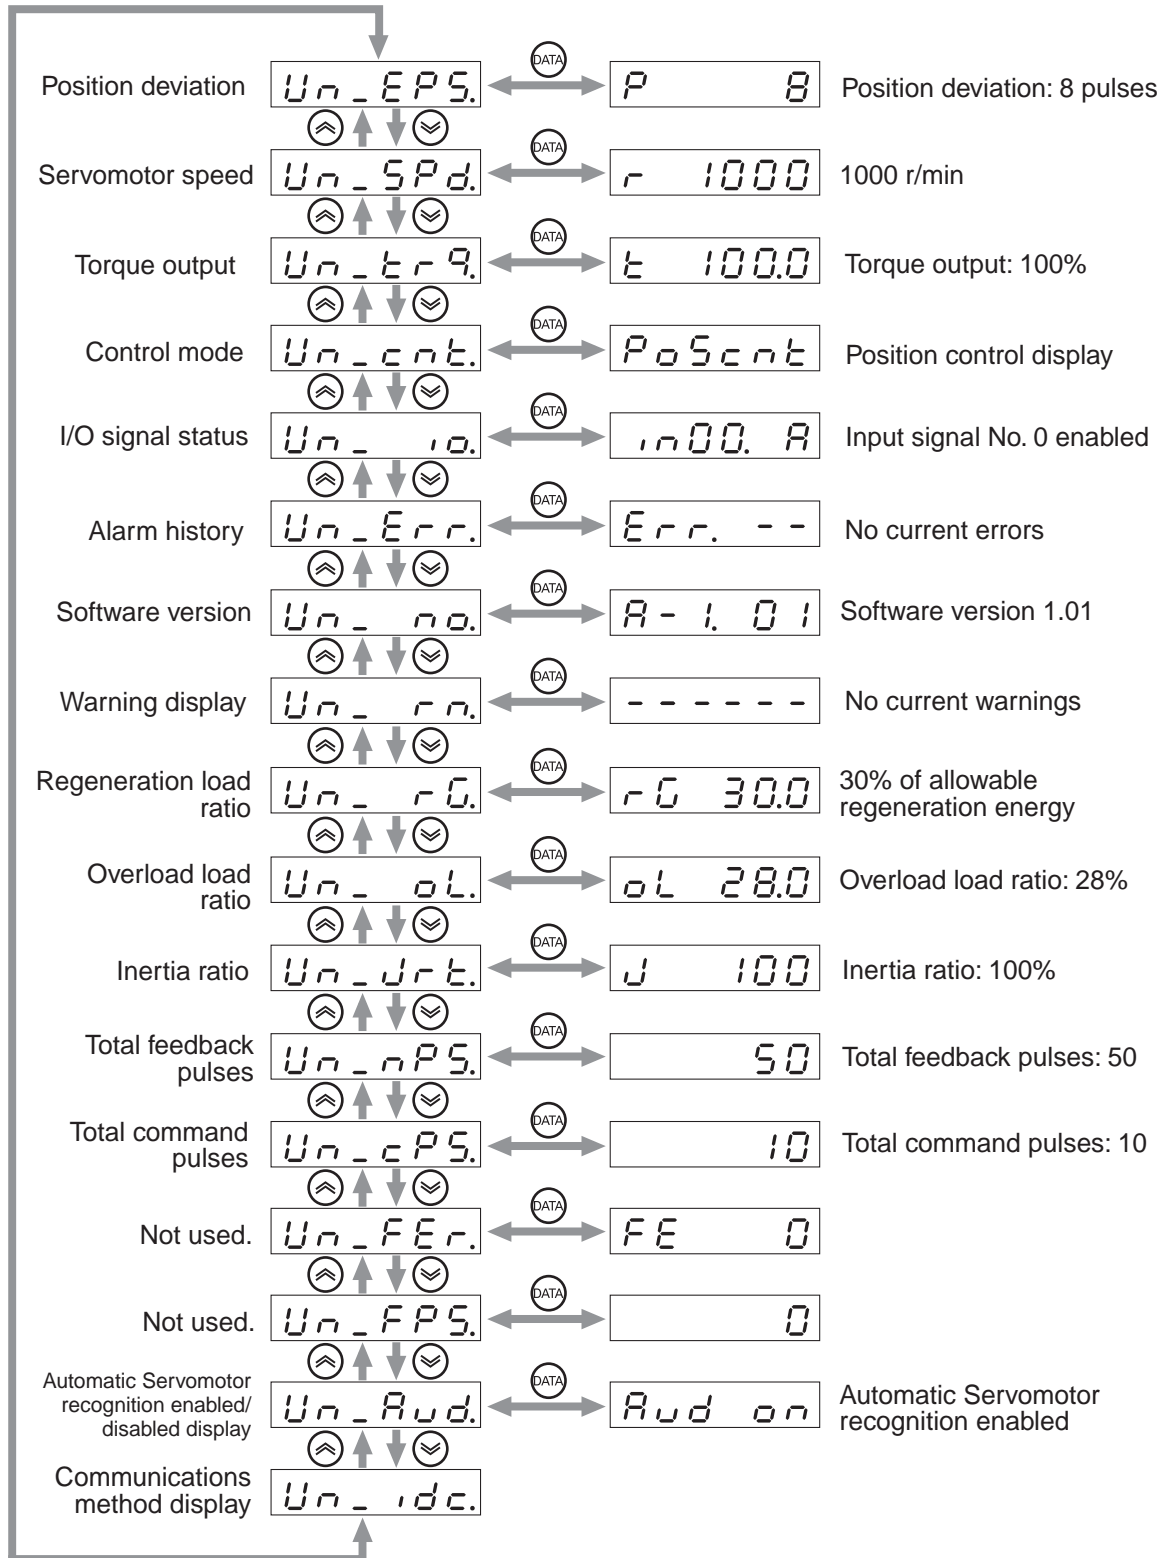 DATA
Position deviation Un_EPS. P 8 Position deviation: 8 pulses
DATA
Servomotor speed Un_SPd. r 1000 1000 r/min
DATA
Torque output Un_trq. t 100.0 Torque output: 100%
DATA
Control mode Un_cnt. PoScnt Position control display
DATA
I/O signal status Un_ io. in00. A Input signal No. 0 enabled
DATA
Alarm history Un_Err. Err. -- No current errors
DATA
Software version Un_ no. A-1. 01 Software version 1.01
DATA
Warning display Un_ rn. ------ No current warnings
DATA
Regeneration load
ratio Un_ rG. rG 30.0 30% of allowable
regeneration energy
DATA
Overload load
ratio Un_ oL. oL 28.0 Overload load ratio: 28%
DATA
Inertia ratio Un_Jrt. J 100 Inertia ratio: 100%
DATA
Total feedback
pulses Un_nPS. 50 Total feedback pulses: 50
DATA
Total command
pulses Un_cPS. 10 Total command pulses: 10
DATA
Not used. Un_FEr. FE 0
DATA
Not used. Un_FPS. 0
DATA
Automatic Servomotor
recognition enabled/
disabled display Un_Aud. Aud on Automatic Servomotor
recognition enabled
Communications
method display Un_ idc.